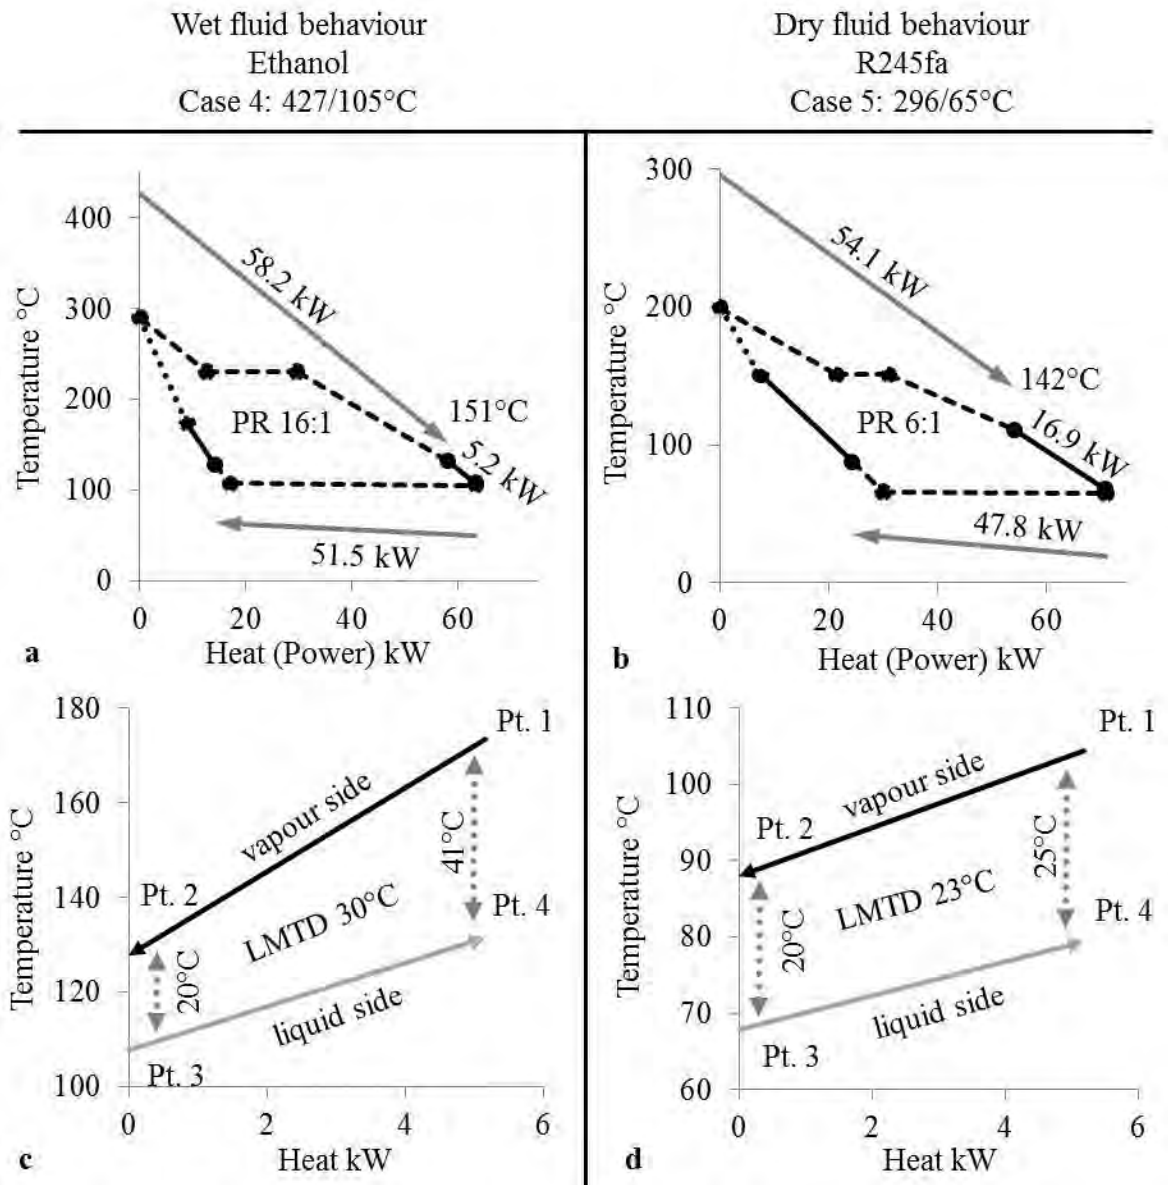 Wet fluid behaviour
Ethanol
Case 4: 427/105°C
Dry fluid behaviour
R245fa
Case 5: 296/65°C
Temperature °C
400
300
200
100
0
58.2 kW
151°C
5.2 kW
PR 16:1
51.5 kW
0 20 40 60
Heat (Power) kW
a
Temperature °C
300
200
100
0
54.1 kW
142°C
16.9 kW
PR 6:1
47.8 kW
0 20 40 60
Heat (Power) kW
b
Temperature °C
180
160
140
120
100
Pt. 1
vapour side
Pt. 2
41°C
LMTD 30°C
Pt. 4
20°C
liquid side
Pt. 3
0 2 4 6
Heat kW
c
Temperature °C
110
100
90
80
70
60
Pt. 1
vapour side
Pt. 2
25°C
LMTD 23°C
Pt. 4
20°C
liquid side
Pt. 3
0 2 4 6
Heat kW
d